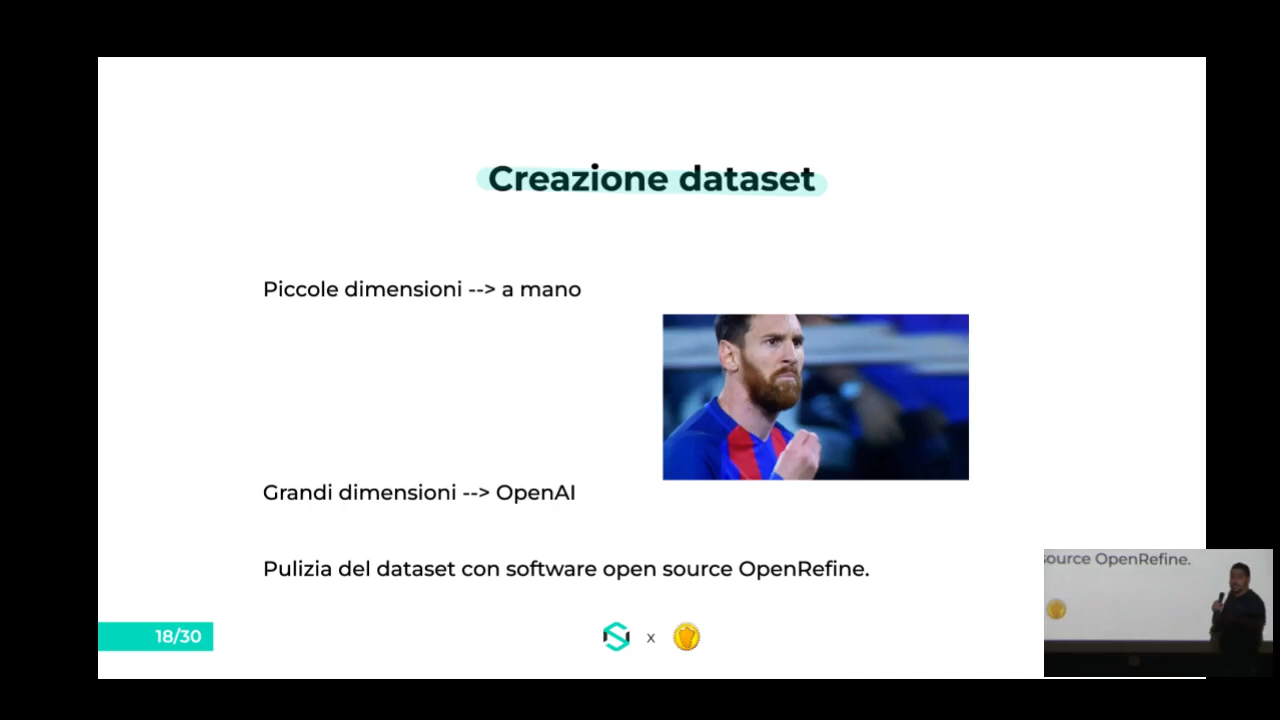 Creazione dataset
Piccole dimensioni --> a mano
Grandi dimensioni --> OpenAI
Pulizia del dataset con software open source OpenRefine.
source OpenRefine.
18/30
x